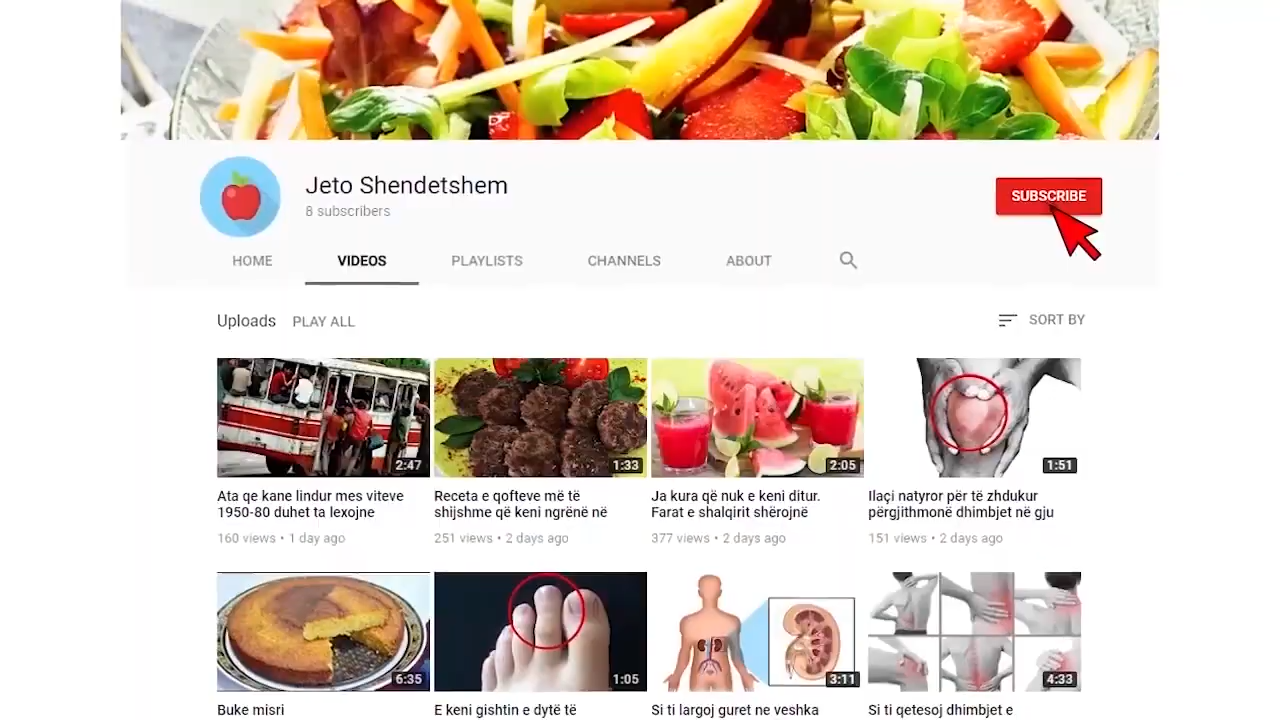 Jeto Shendetshem
8 subscribers
SUBSCRIBE
HOME
VIDEOS
PLAYLISTS
CHANNELS
ABOUT
Uploads
PLAY ALL
SORT BY
2:47
1:33
2:05
1:51
Ata qe kane lindur mes viteve
1950-80 duhet ta lexojne
160 views • 1 day ago
Receta e qofteve më të
shijshme që keni ngrënë në
251 views • 2 days ago
Ja kura që nuk e keni ditur.
Farat e shalqirit shërojnë
377 views • 2 days ago
Ilaçi natyror për të zhdukur
përgjithmonë dhimbjet në gju
151 views • 2 days ago
6:35
1:05
3:11
4:33
Buke misri
E keni gishtin e dytë të
Si ti largoj guret ne veshka
Si ti qetesoj dhimbjet e